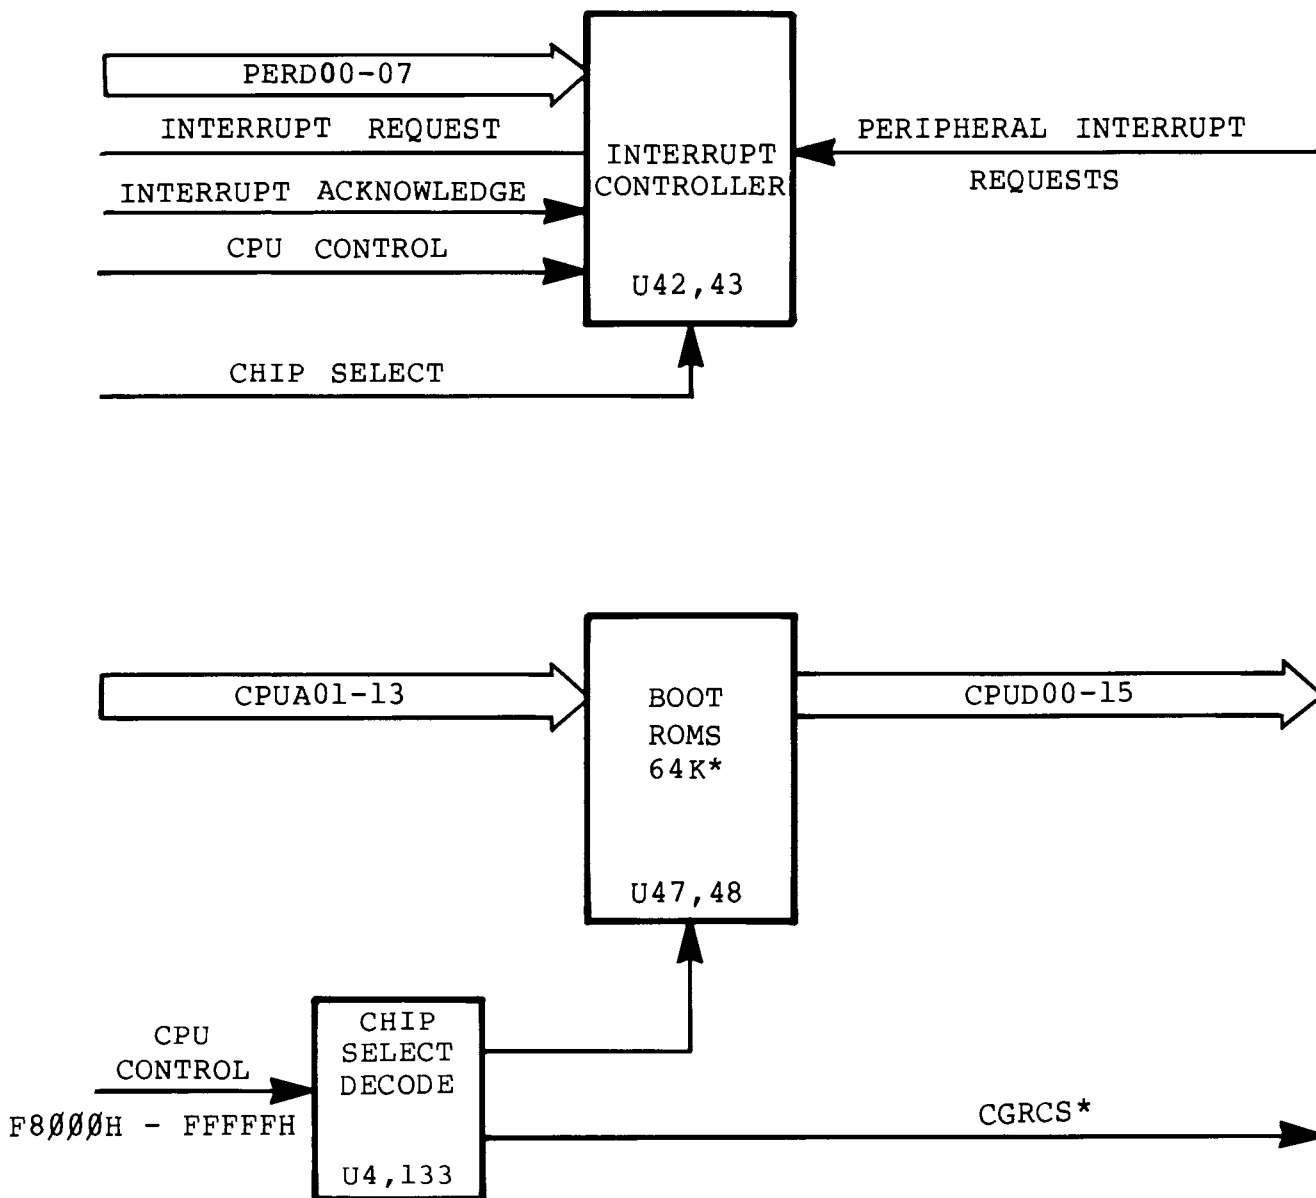 PERD00-07
INTERRUPT REQUEST
INTERRUPT ACKNOWLEDGE
CPU CONTROL
CHIP SELECT
INTERRUPT
CONTROLLER
U42,43
PERIPHERAL INTERRUPT
REQUESTS
CPUA01-13
BOOT
ROMS
64K*
U47,48
CPUD00-15
CPU
CONTROL
F8ØØØH - FFFFFH
CHIP
SELECT
DECODE
U4,133
CGRCS*